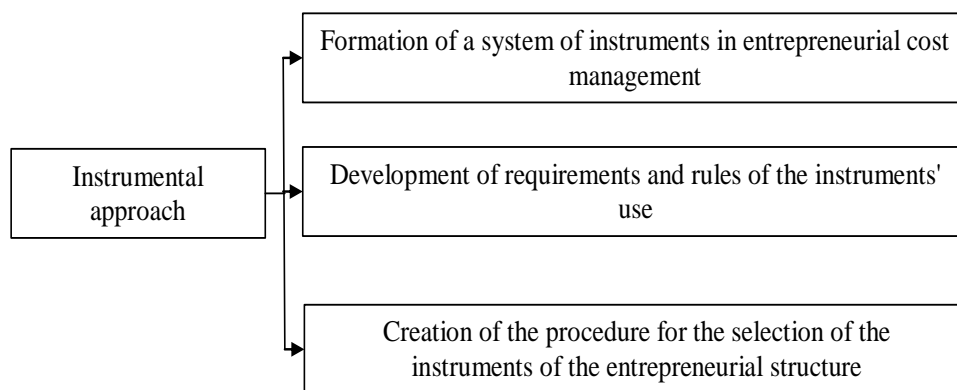 Formation of a system of instruments in entrepreneurial cost
management
Instrumental
approach
Development of requirements and rules of the instruments'
use
Creation of the procedure for the selection of the
instruments of the entrepreneurial structure